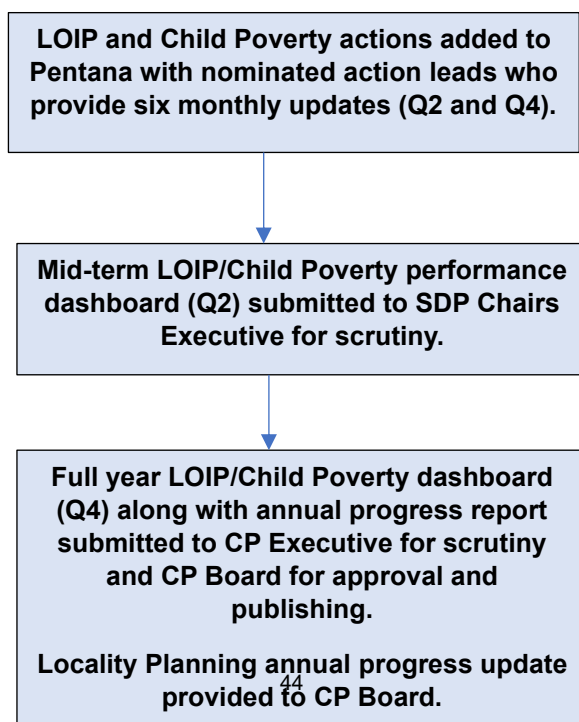 LOIP and Child Poverty actions added to
Pentana with nominated action leads who
provide six monthly updates (Q2 and Q4).
Mid-term LOIP/Child Poverty performance
dashboard (Q2) submitted to SDP Chairs
Executive for scrutiny.
Full year LOIP/Child Poverty dashboard
(Q4) along with annual progress report
submitted to CP Executive for scrutiny
and CP Board for approval and
publishing.
Locality Planning annual progress update
provided to CP Board.
44